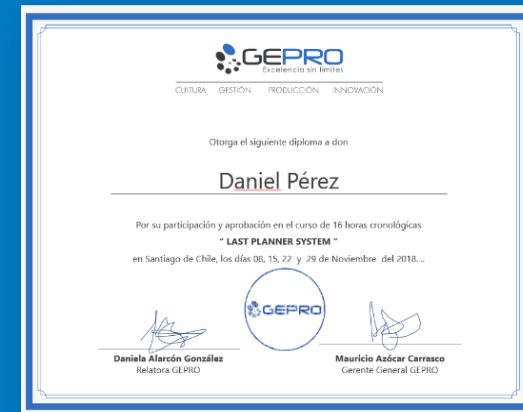 GEPRO
Excelencia sin limites
CULTURA GESTIÓN PRODUCCIÓN INNOVACIÓN
Otorga el siguiente diploma a don
Daniel Pérez
Por su participación y aprobación en el curso de 16 horas cronológicas
“ LAST PLANNER SYSTEM ”
en Santiago de Chile, los días 08, 15, 22 y 29 de Noviembre del 2018. ..
GEPRO
Daniela Alarcón González
Relatora GEPRO
Mauricio Azócar Carrasco
Gerente General GEPRO